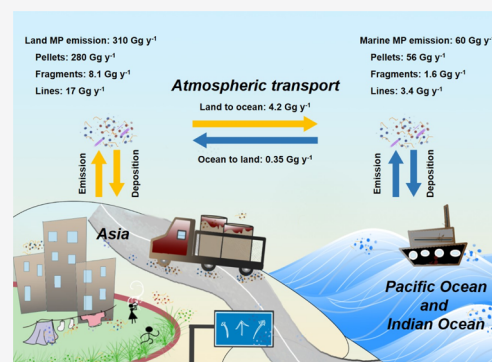 Land MP emission: 310 Gg y⁻¹
Pellets: 280 Gg y⁻¹
Fragments: 8.1 Gg y⁻¹
Lines: 17 Gg y⁻¹
Marine MP emission: 60 Gg y⁻¹
Pellets: 56 Gg y⁻¹
Fragments: 1.6 Gg y⁻¹
Lines: 3.4 Gg y⁻¹
Atmospheric transport
Land to ocean: 4.2 Gg y⁻¹
Ocean to land: 0.35 Gg y⁻¹
Emission
Deposition
Emission
Deposition
Asia
Pacific Ocean
and
Indian Ocean